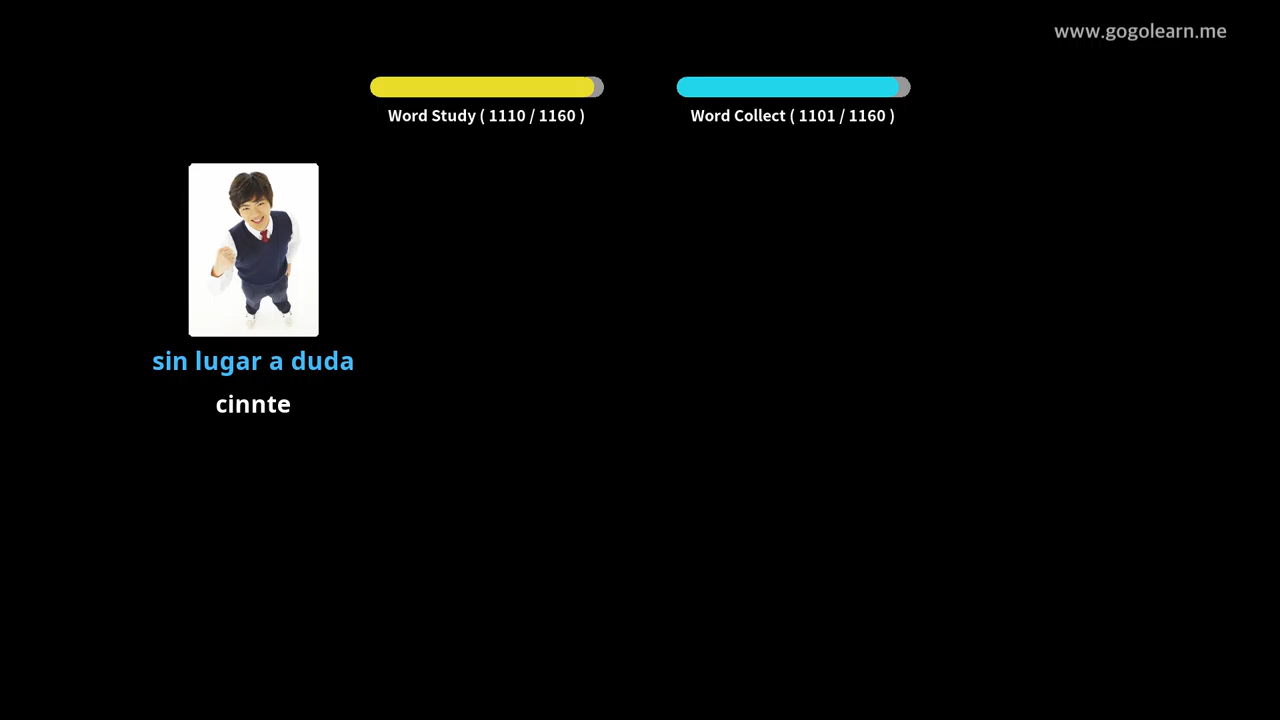 www.gogolearn.me
Word Study ( 1110 / 1160 )
Word Collect ( 1101 / 1160 )
sin lugar a duda
cinnte